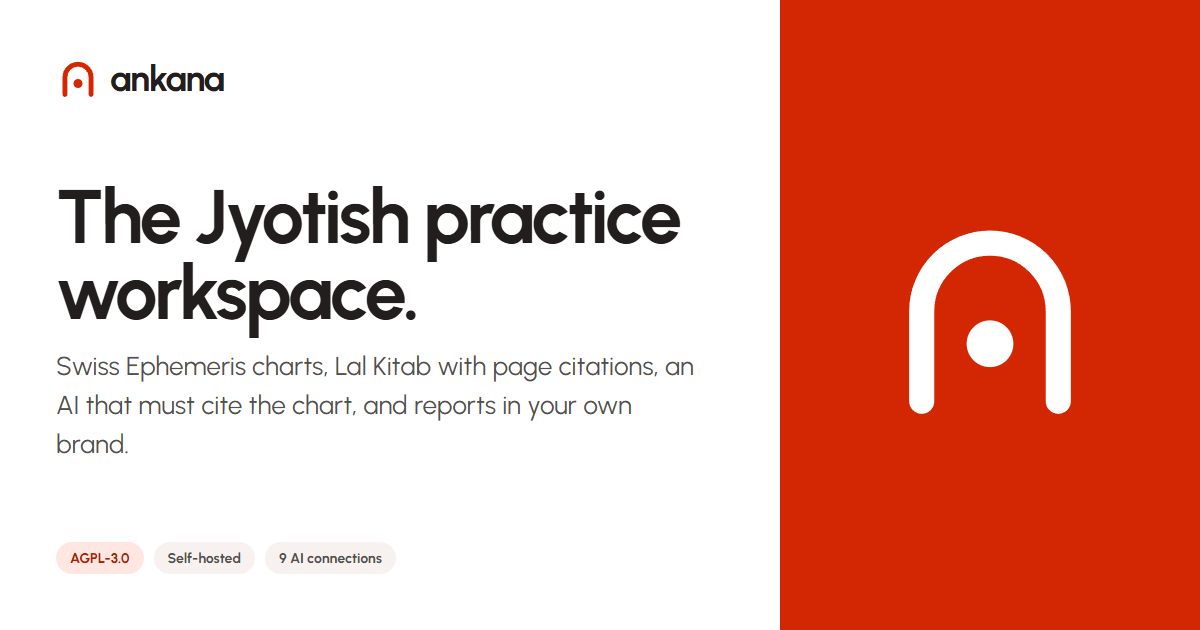 ankana
The Jyotish practice
workspace.
Swiss Ephemeris charts, Lal Kitab with page citations, an
AI that must cite the chart, and reports in your own
brand.
AGPL-3.0
Self-hosted
9 AI connections